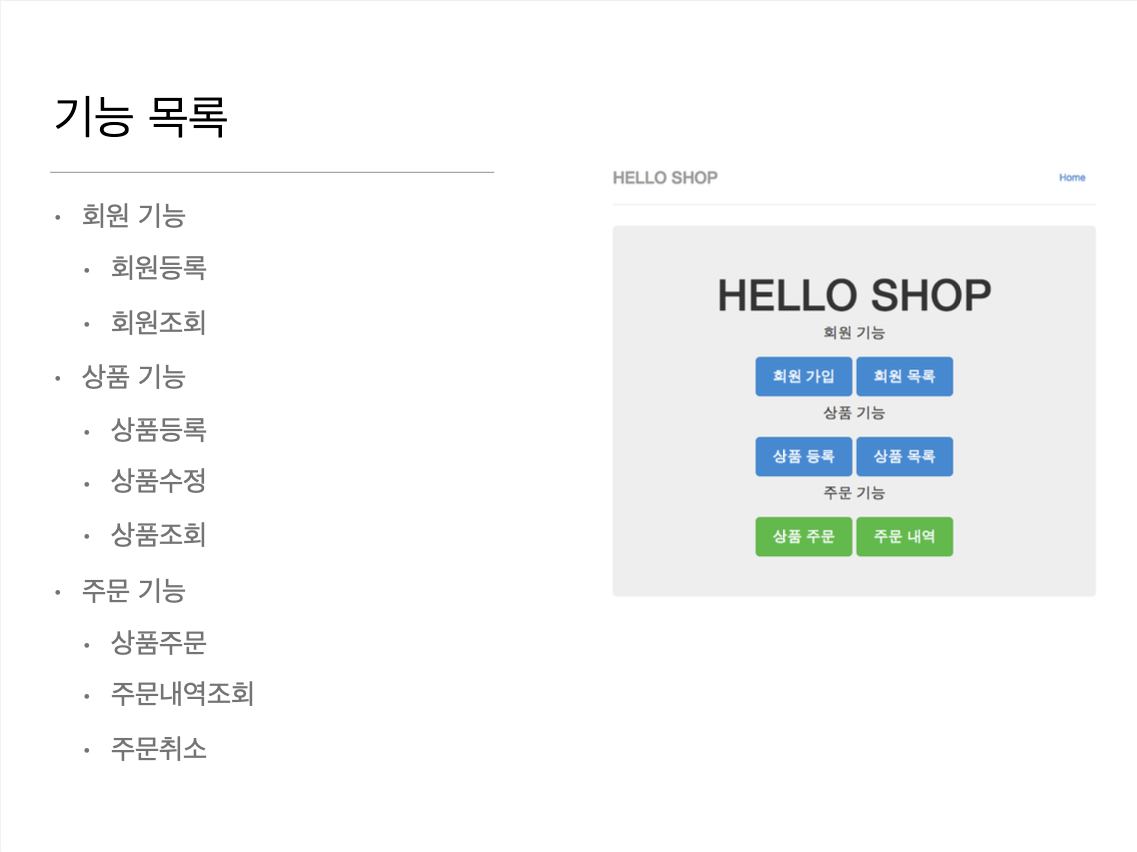 기능 목록
• 회원 기능
• 회원등록
• 회원조회
• 상품 기능
• 상품등록
• 상품수정
• 상품조회
• 주문 기능
• 상품주문
• 주문내역조회
• 주문취소
HELLO SHOP Home
HELLO SHOP
회원 기능
회원 가입 회원 목록
상품 기능
상품 등록 상품 목록
주문 기능
상품 주문 주문 내역